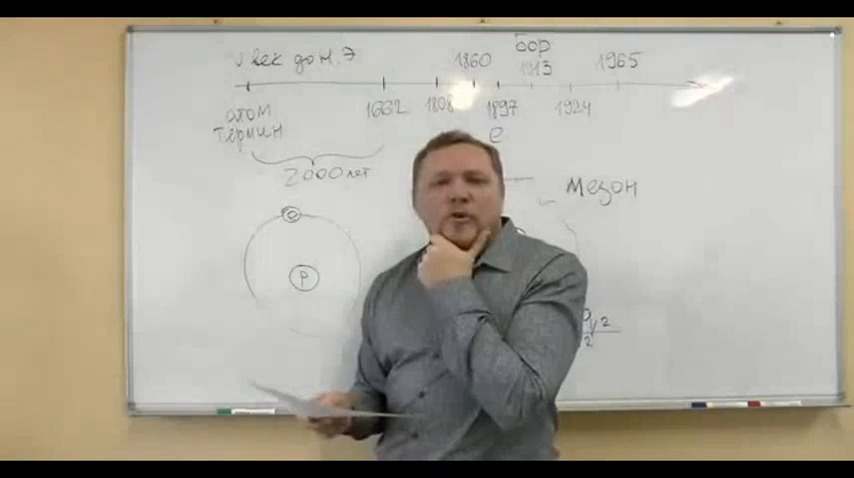 V век до н.э
1860
Бор
1913
1965
атом
термин
1662
1808
1897
1924
e
2000 лет
мезон
e
P
q